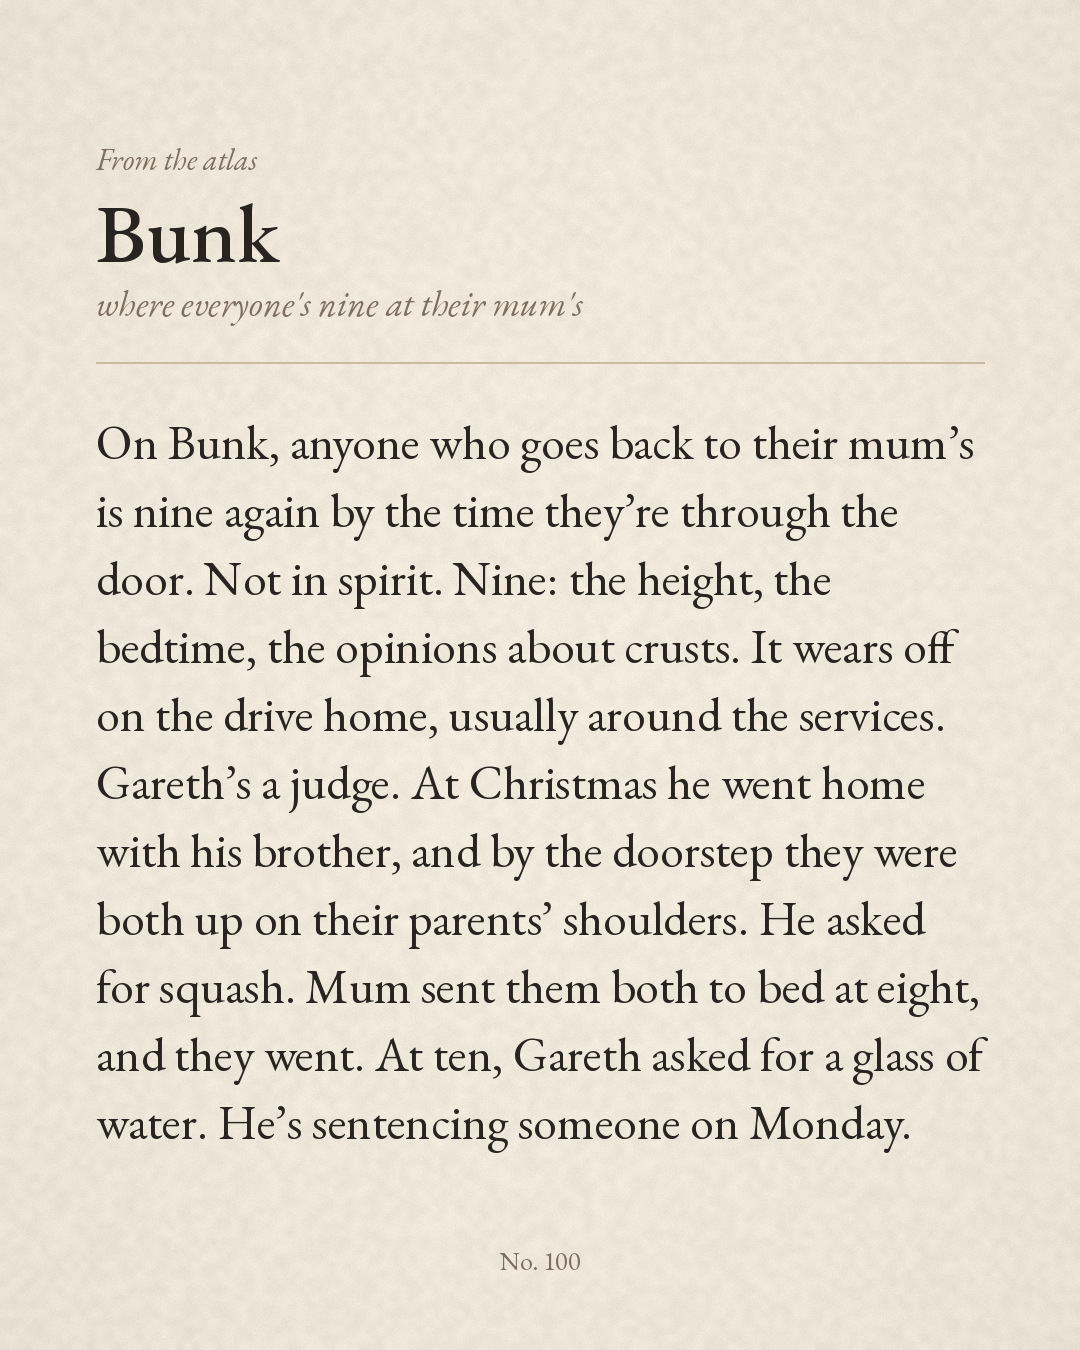 From the atlas
Bunk
where everyone's nine at their mum's
On Bunk, anyone who goes back to their mum’s
is nine again by the time they’re through the
door. Not in spirit. Nine: the height, the
bedtime, the opinions about crusts. It wears off
on the drive home, usually around the services.
Gareth’s a judge. At Christmas he went home
with his brother, and by the doorstep they were
both up on their parents’ shoulders. He asked
for squash. Mum sent them both to bed at eight,
and they went. At ten, Gareth asked for a glass of
water. He’s sentencing someone on Monday.
No. 100